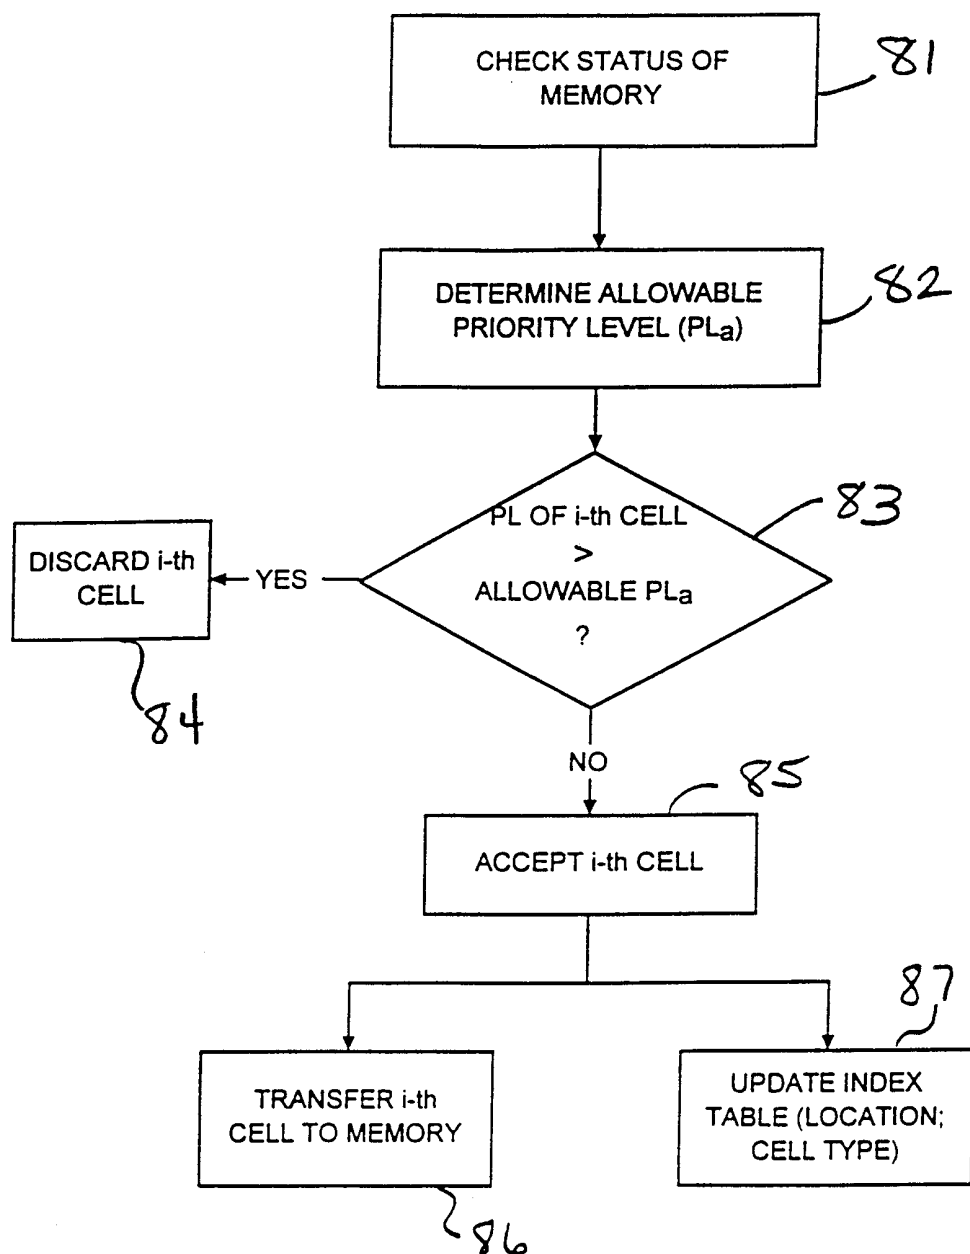 CHECK STATUS OF
MEMORY
81
DETERMINE ALLOWABLE
PRIORITY LEVEL (PLa)
82
PL OF i-th CELL
>
ALLOWABLE PLa
?
83
YES
DISCARD i-th
CELL
84
NO
85
ACCEPT i-th CELL
87
TRANSFER i-th
CELL TO MEMORY
86
UPDATE INDEX
TABLE (LOCATION;
CELL TYPE)